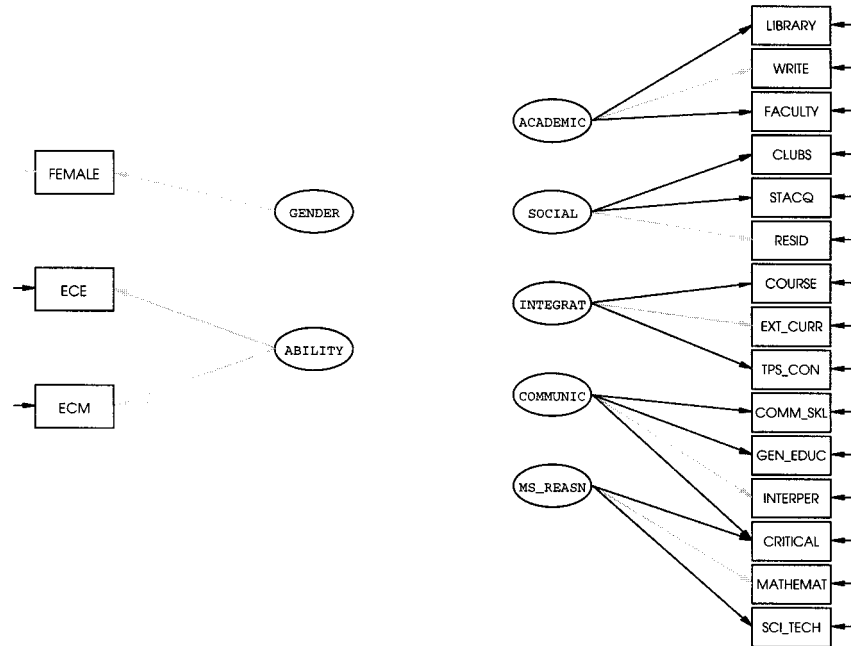 FEMALE
ECE
ECM
GENDER
ABILITY
ACADEMIC
SOCIAL
INTEGRAT
COMMUNIC
MS_REASN
LIBRARY
WRITE
FACULTY
CLUBS
STACQ
RESID
COURSE
EXT_CURR
TPS_CON
COMM_SKL
GEN_EDUC
INTERPER
CRITICAL
MATHEMAT
SCI_TECH